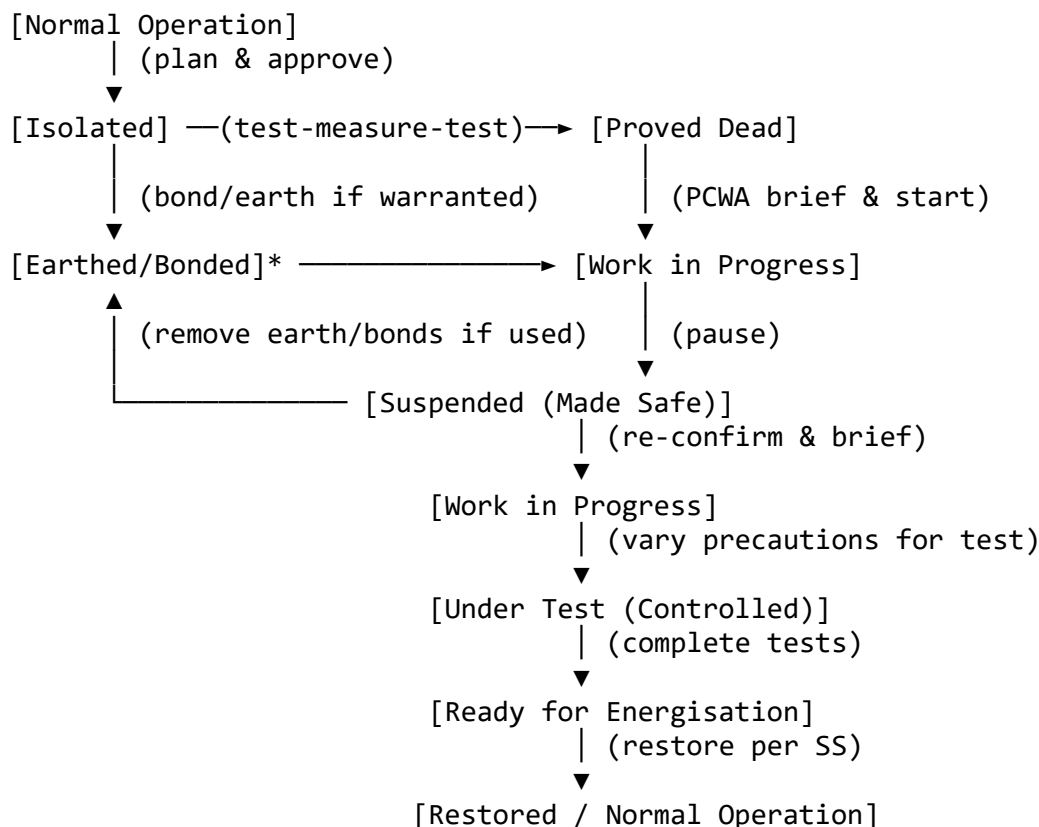 [Normal Operation]
(plan & approve)
[Isolated] (test-measure-test) [Proved Dead]
(bond/earth if warranted) (PCWA brief & start)
[Earthed/Bonded]* [Work in Progress]
(remove earth/bonds if used) (pause)
[Suspended (Made Safe)]
(re-confirm & brief)
[Work in Progress]
(vary precautions for test)
[Under Test (Controlled)]
(complete tests)
[Ready for Energisation]
(restore per SS)
[Restored / Normal Operation]